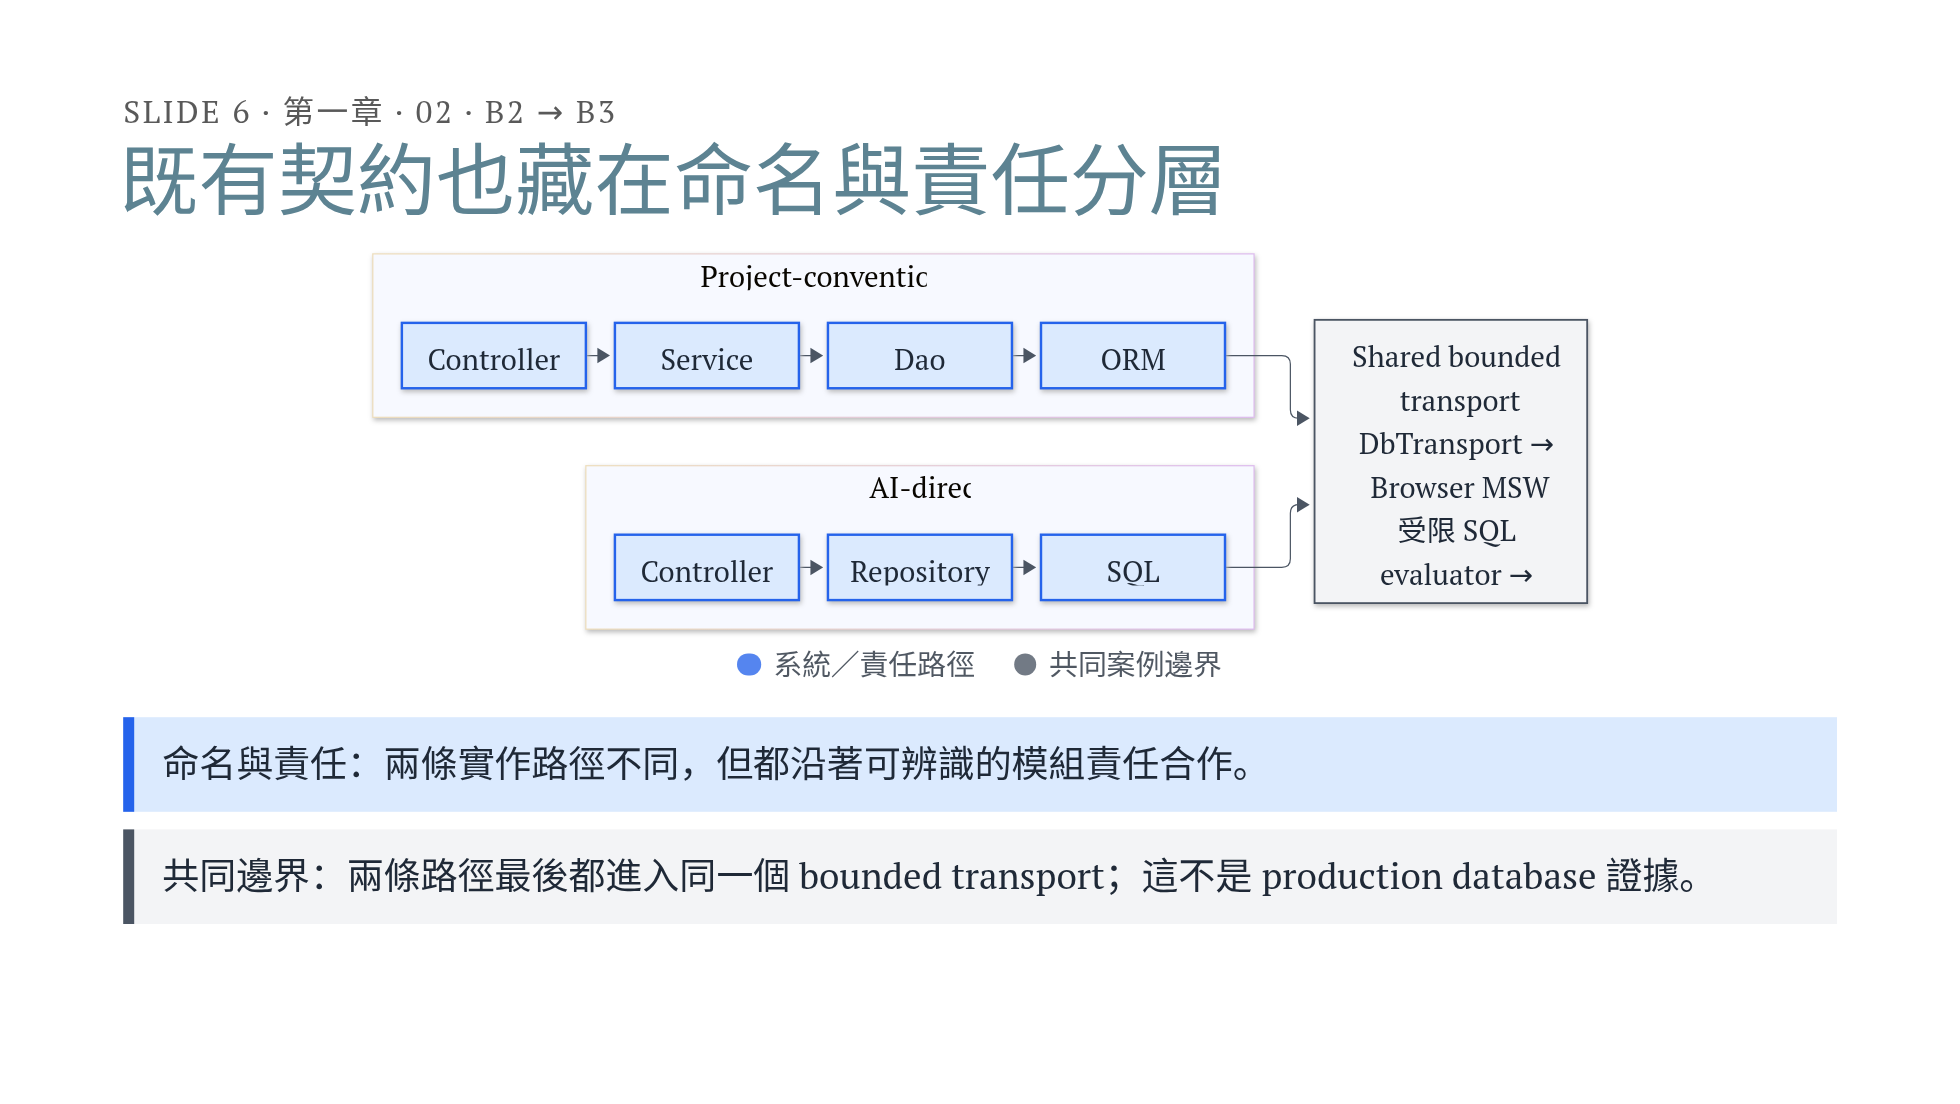 SLIDE 6 · 第一章 · 02 · B2 → B3
既有契約也藏在命名與責任分層
Project-conventic
Controller
Service
Dao
ORM
AI-direc
Controller
Repository
SQL
Shared bounded
transport
DbTransport →
Browser MSW
受限 SQL
evaluator →
系統／責任路徑
共同案例邊界
命名與責任：兩條實作路徑不同，但都沿著可辨識的模組責任合作。
共同邊界：兩條路徑最後都進入同一個 bounded transport；這不是 production database 證據。